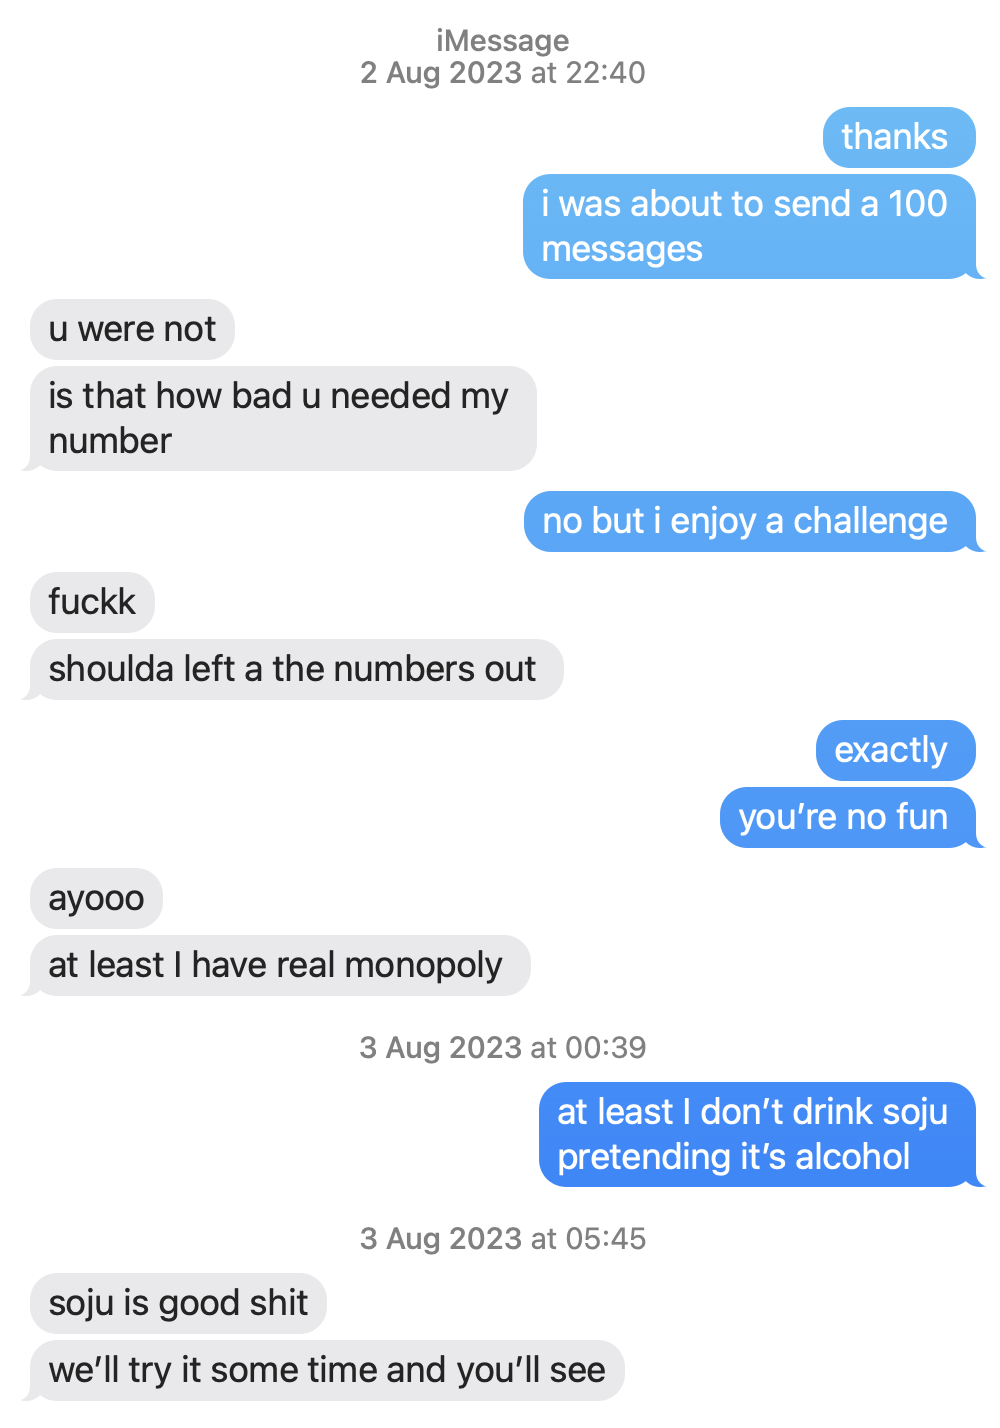 iMessage
2 Aug 2023 at 22:40
thanks
i was about to send a 100
messages
u were not
is that how bad u needed my
number
no but i enjoy a challenge
fuckk
shoulda left a the numbers out
exactly
you’re no fun
ayooo
at least I have real monopoly
3 Aug 2023 at 00:39
at least I don’t drink soju
pretending it’s alcohol
3 Aug 2023 at 05:45
soju is good shit
we’ll try it some time and you’ll see